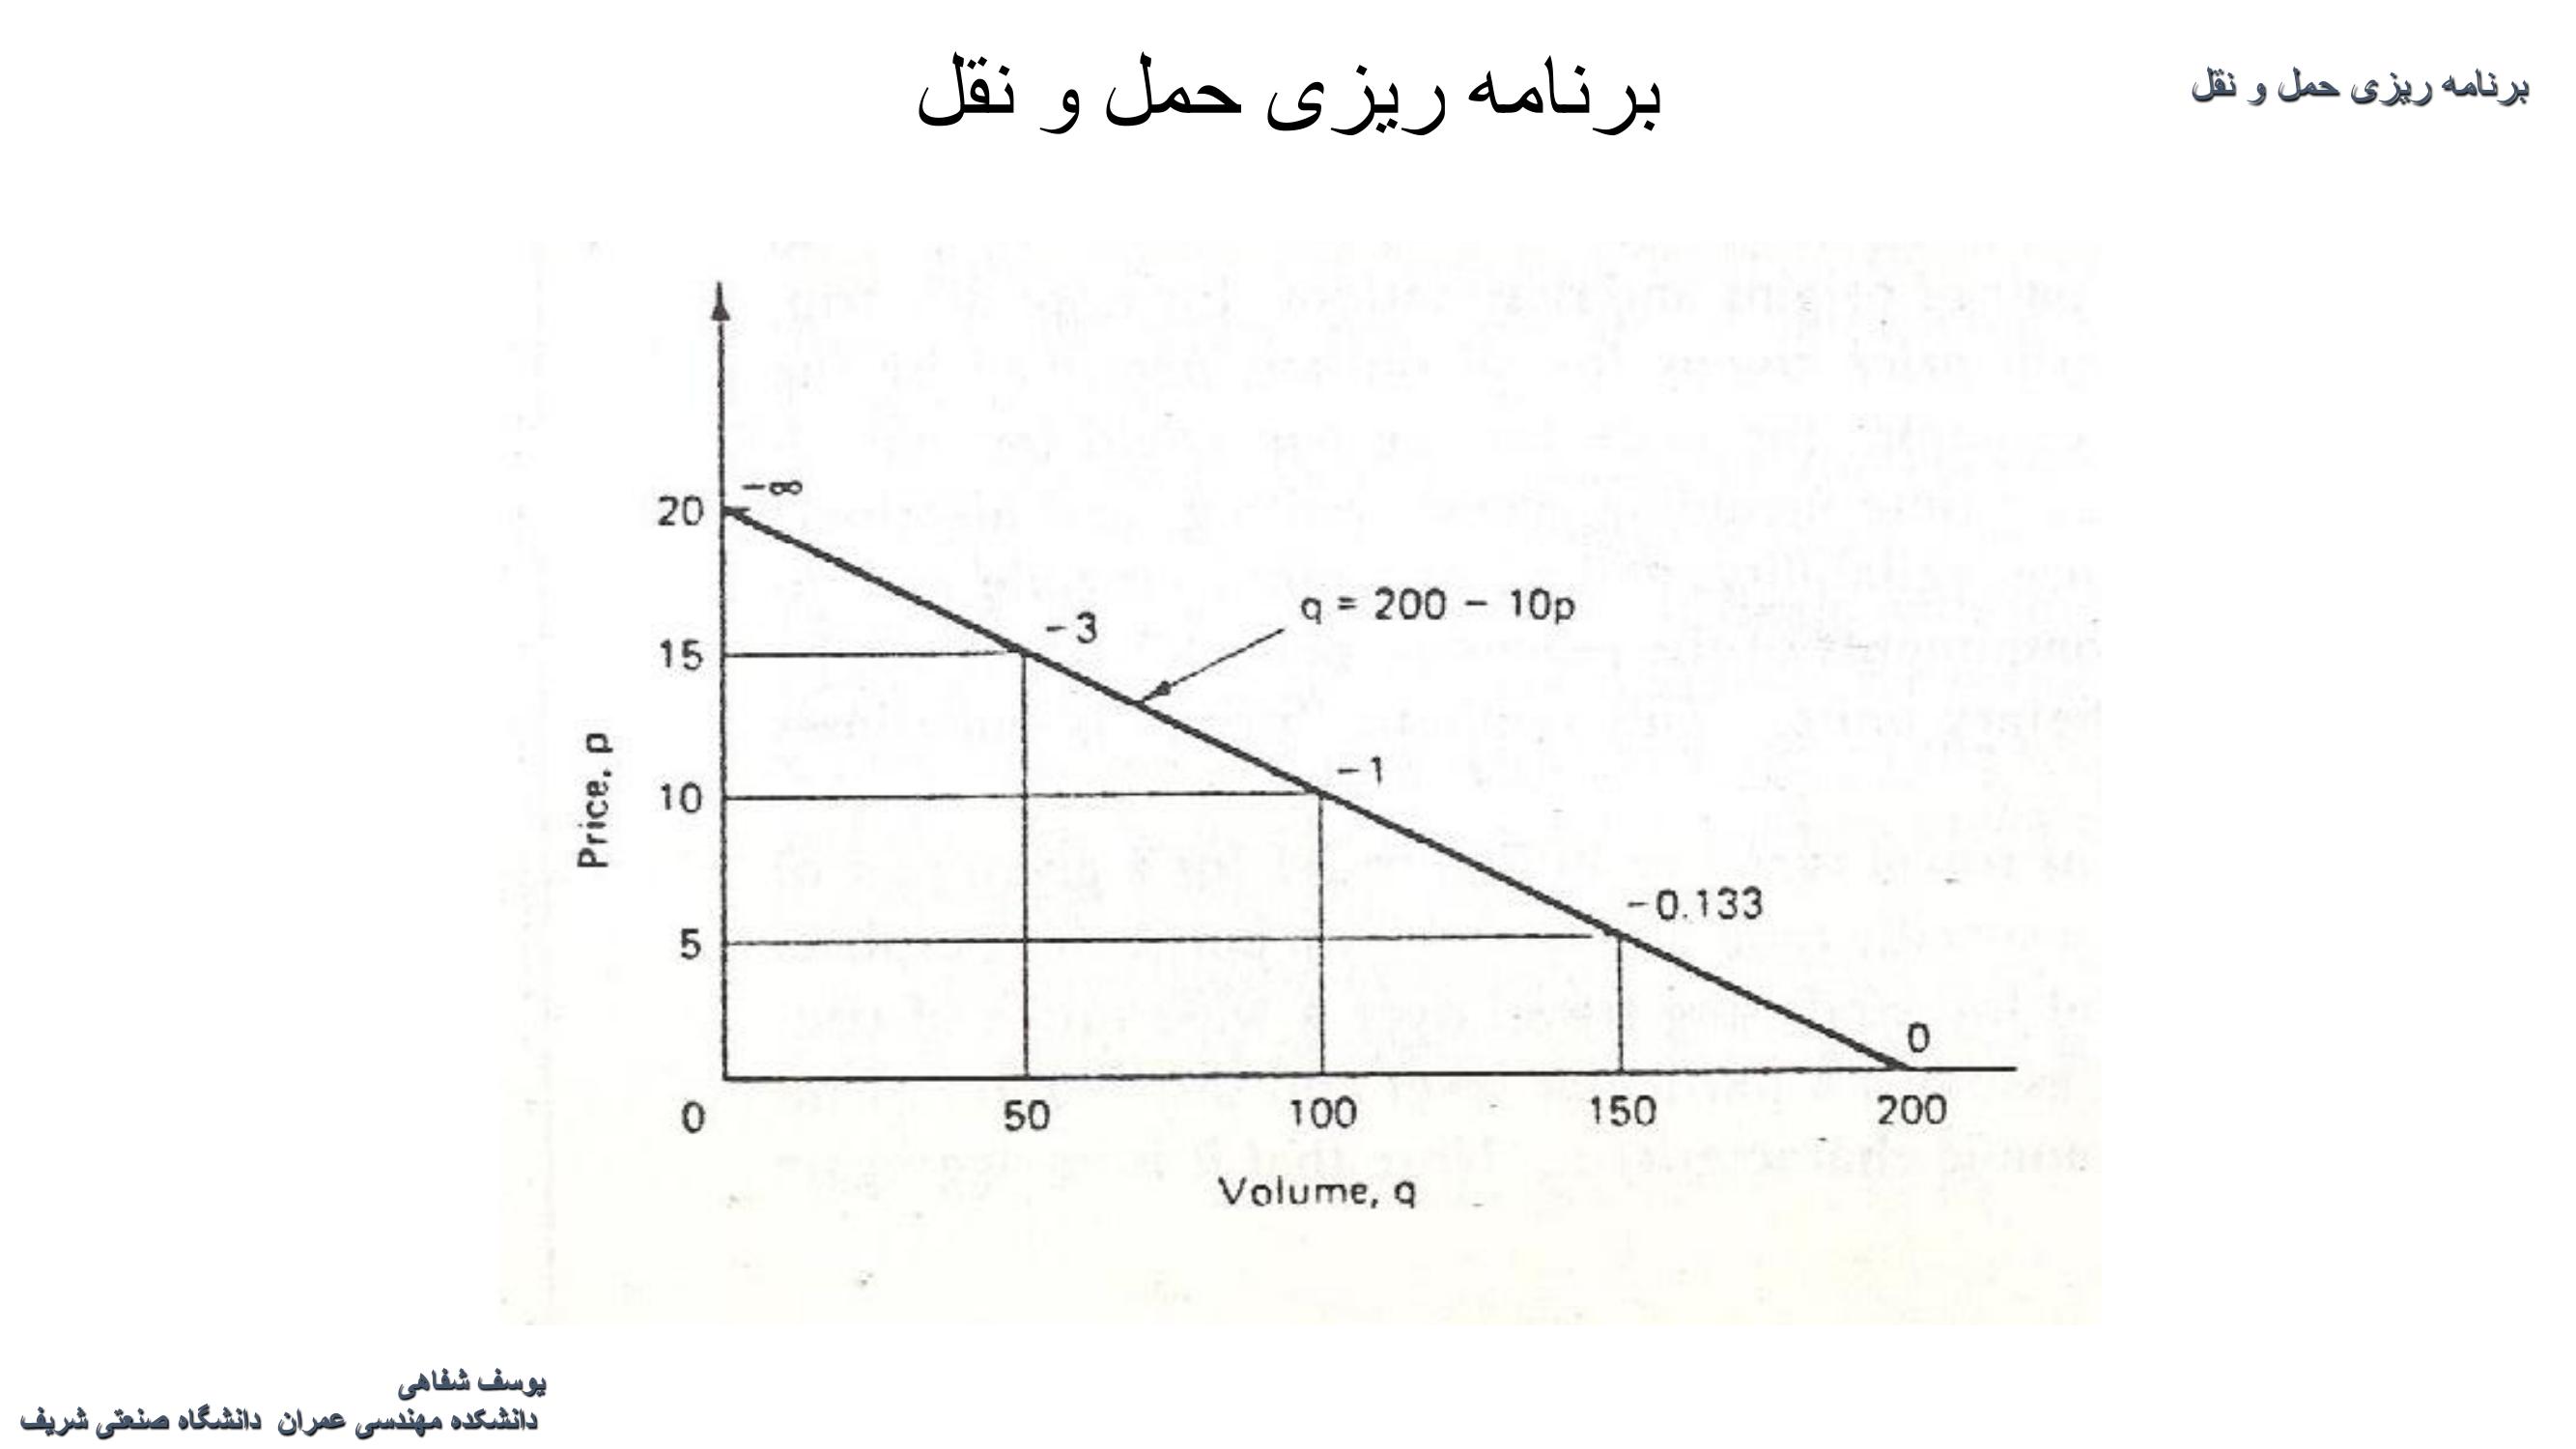 برنامه ریزی حمل و نقل
برنامه ریزی حمل و نقل
-∞
20
-3
q = 200 - 10p
15
-1
10
Price, p
-0.133
5
0
0
50
100
150
200
Volume, q
یوسف شفاهی
دانشکده مهندسی عمران دانشگاه صنعتی شریف